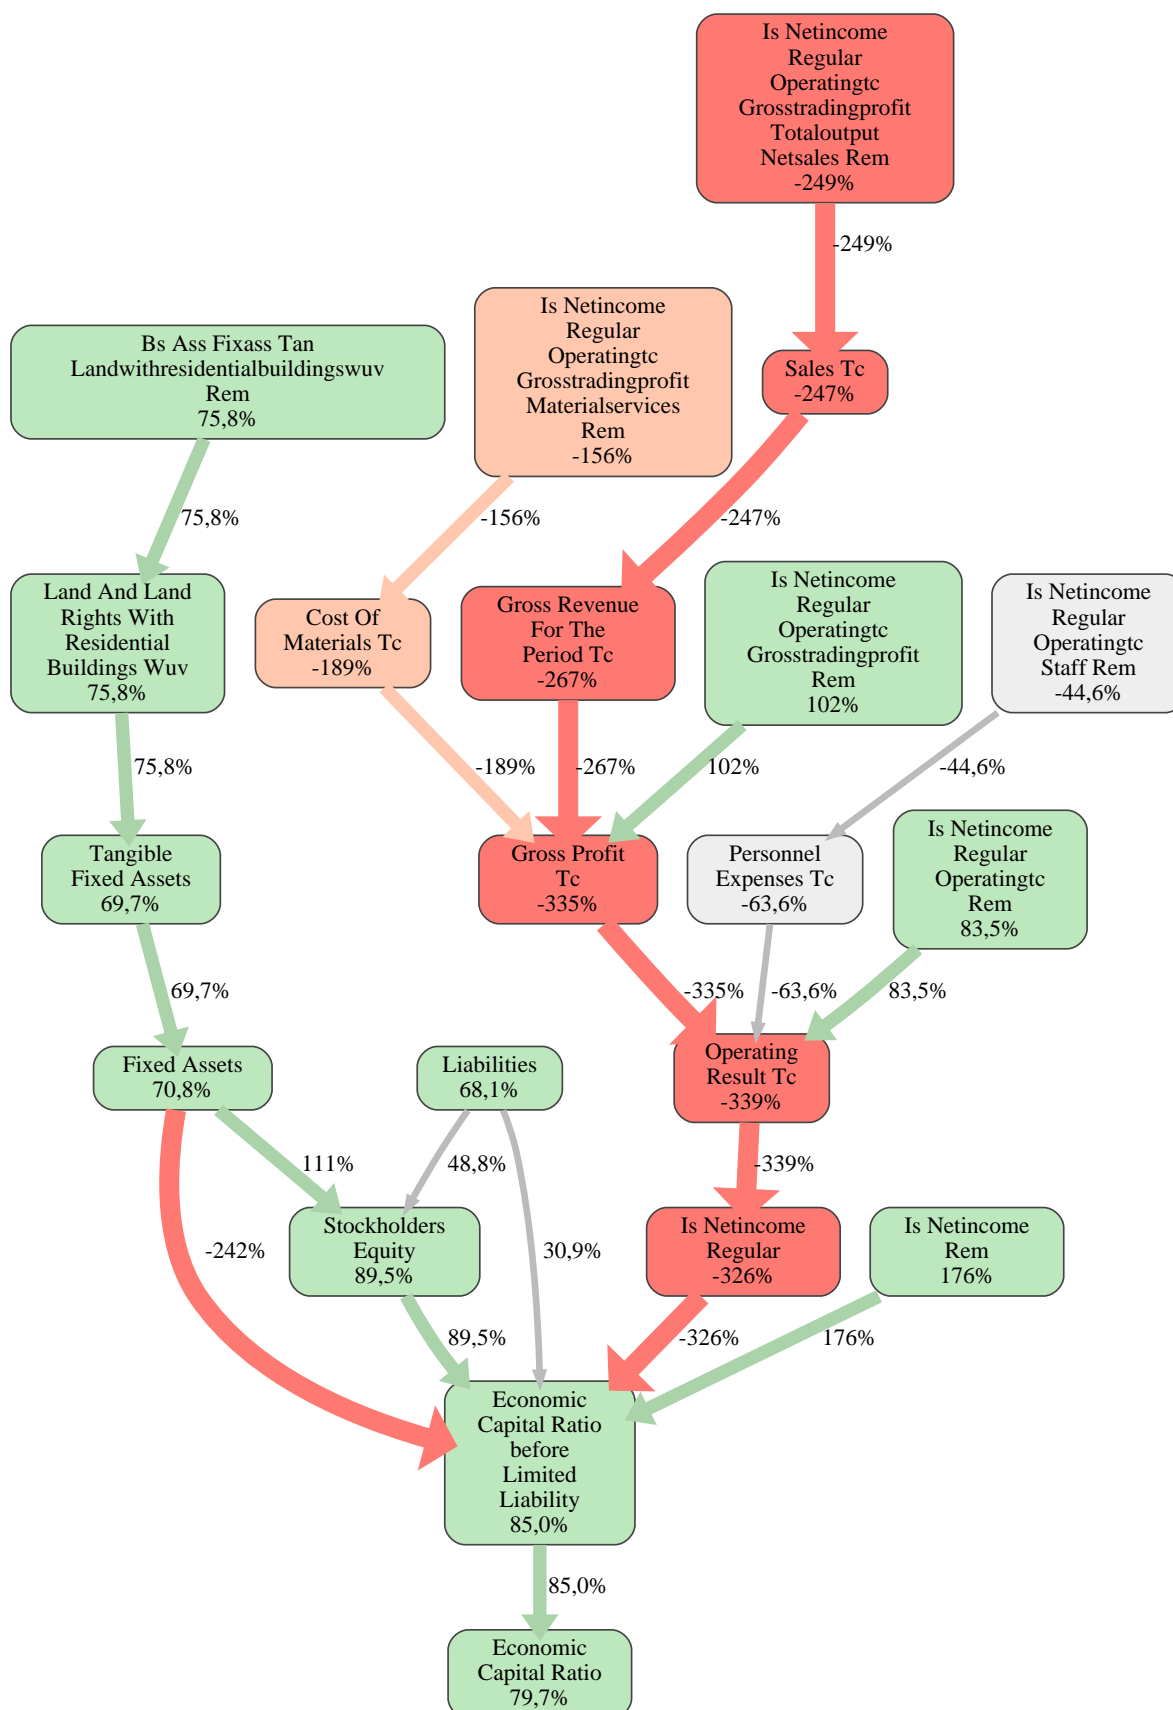 Is Netincome
Regular
Operatingtc
Grosstradingprofit
Totaloutput
Netsales Rem
-249%
-249%
Bs Ass Fixass Tan
Landwithresidentialbuildingswuv
Rem
75,8%
Is Netincome
Regular
Operatingtc
Grosstradingprofit
Materialservices
Rem
-156%
Sales Tc
-247%
75,8%
-156%
-247%
Land And Land
Rights With
Residential
Buildings Wuv
75,8%
Cost Of
Materials Tc
-189%
Gross Revenue
For The
Period Tc
-267%
Is Netincome
Regular
Operatingtc
Grosstradingprofit
Rem
102%
Is Netincome
Regular
Operatingtc
Staff Rem
-44,6%
75,8%
-189%
-267%
102%
-44,6%
Tangible
Fixed Assets
69,7%
Gross Profit
Tc
-335%
Personnel
Expenses Tc
-63,6%
Is Netincome
Regular
Operatingtc
Rem
83,5%
69,7%
-335%
-63,6%
83,5%
Fixed Assets
70,8%
Liabilities
68,1%
Operating
Result Tc
-339%
111%
48,8%
-339%
Stockholders
Equity
89,5%
Is Netincome
Regular
-326%
Is Netincome
Rem
176%
-242%
30,9%
89,5%
-326%
176%
Economic
Capital Ratio
before
Limited
Liability
85,0%
85,0%
Economic
Capital Ratio
79,7%